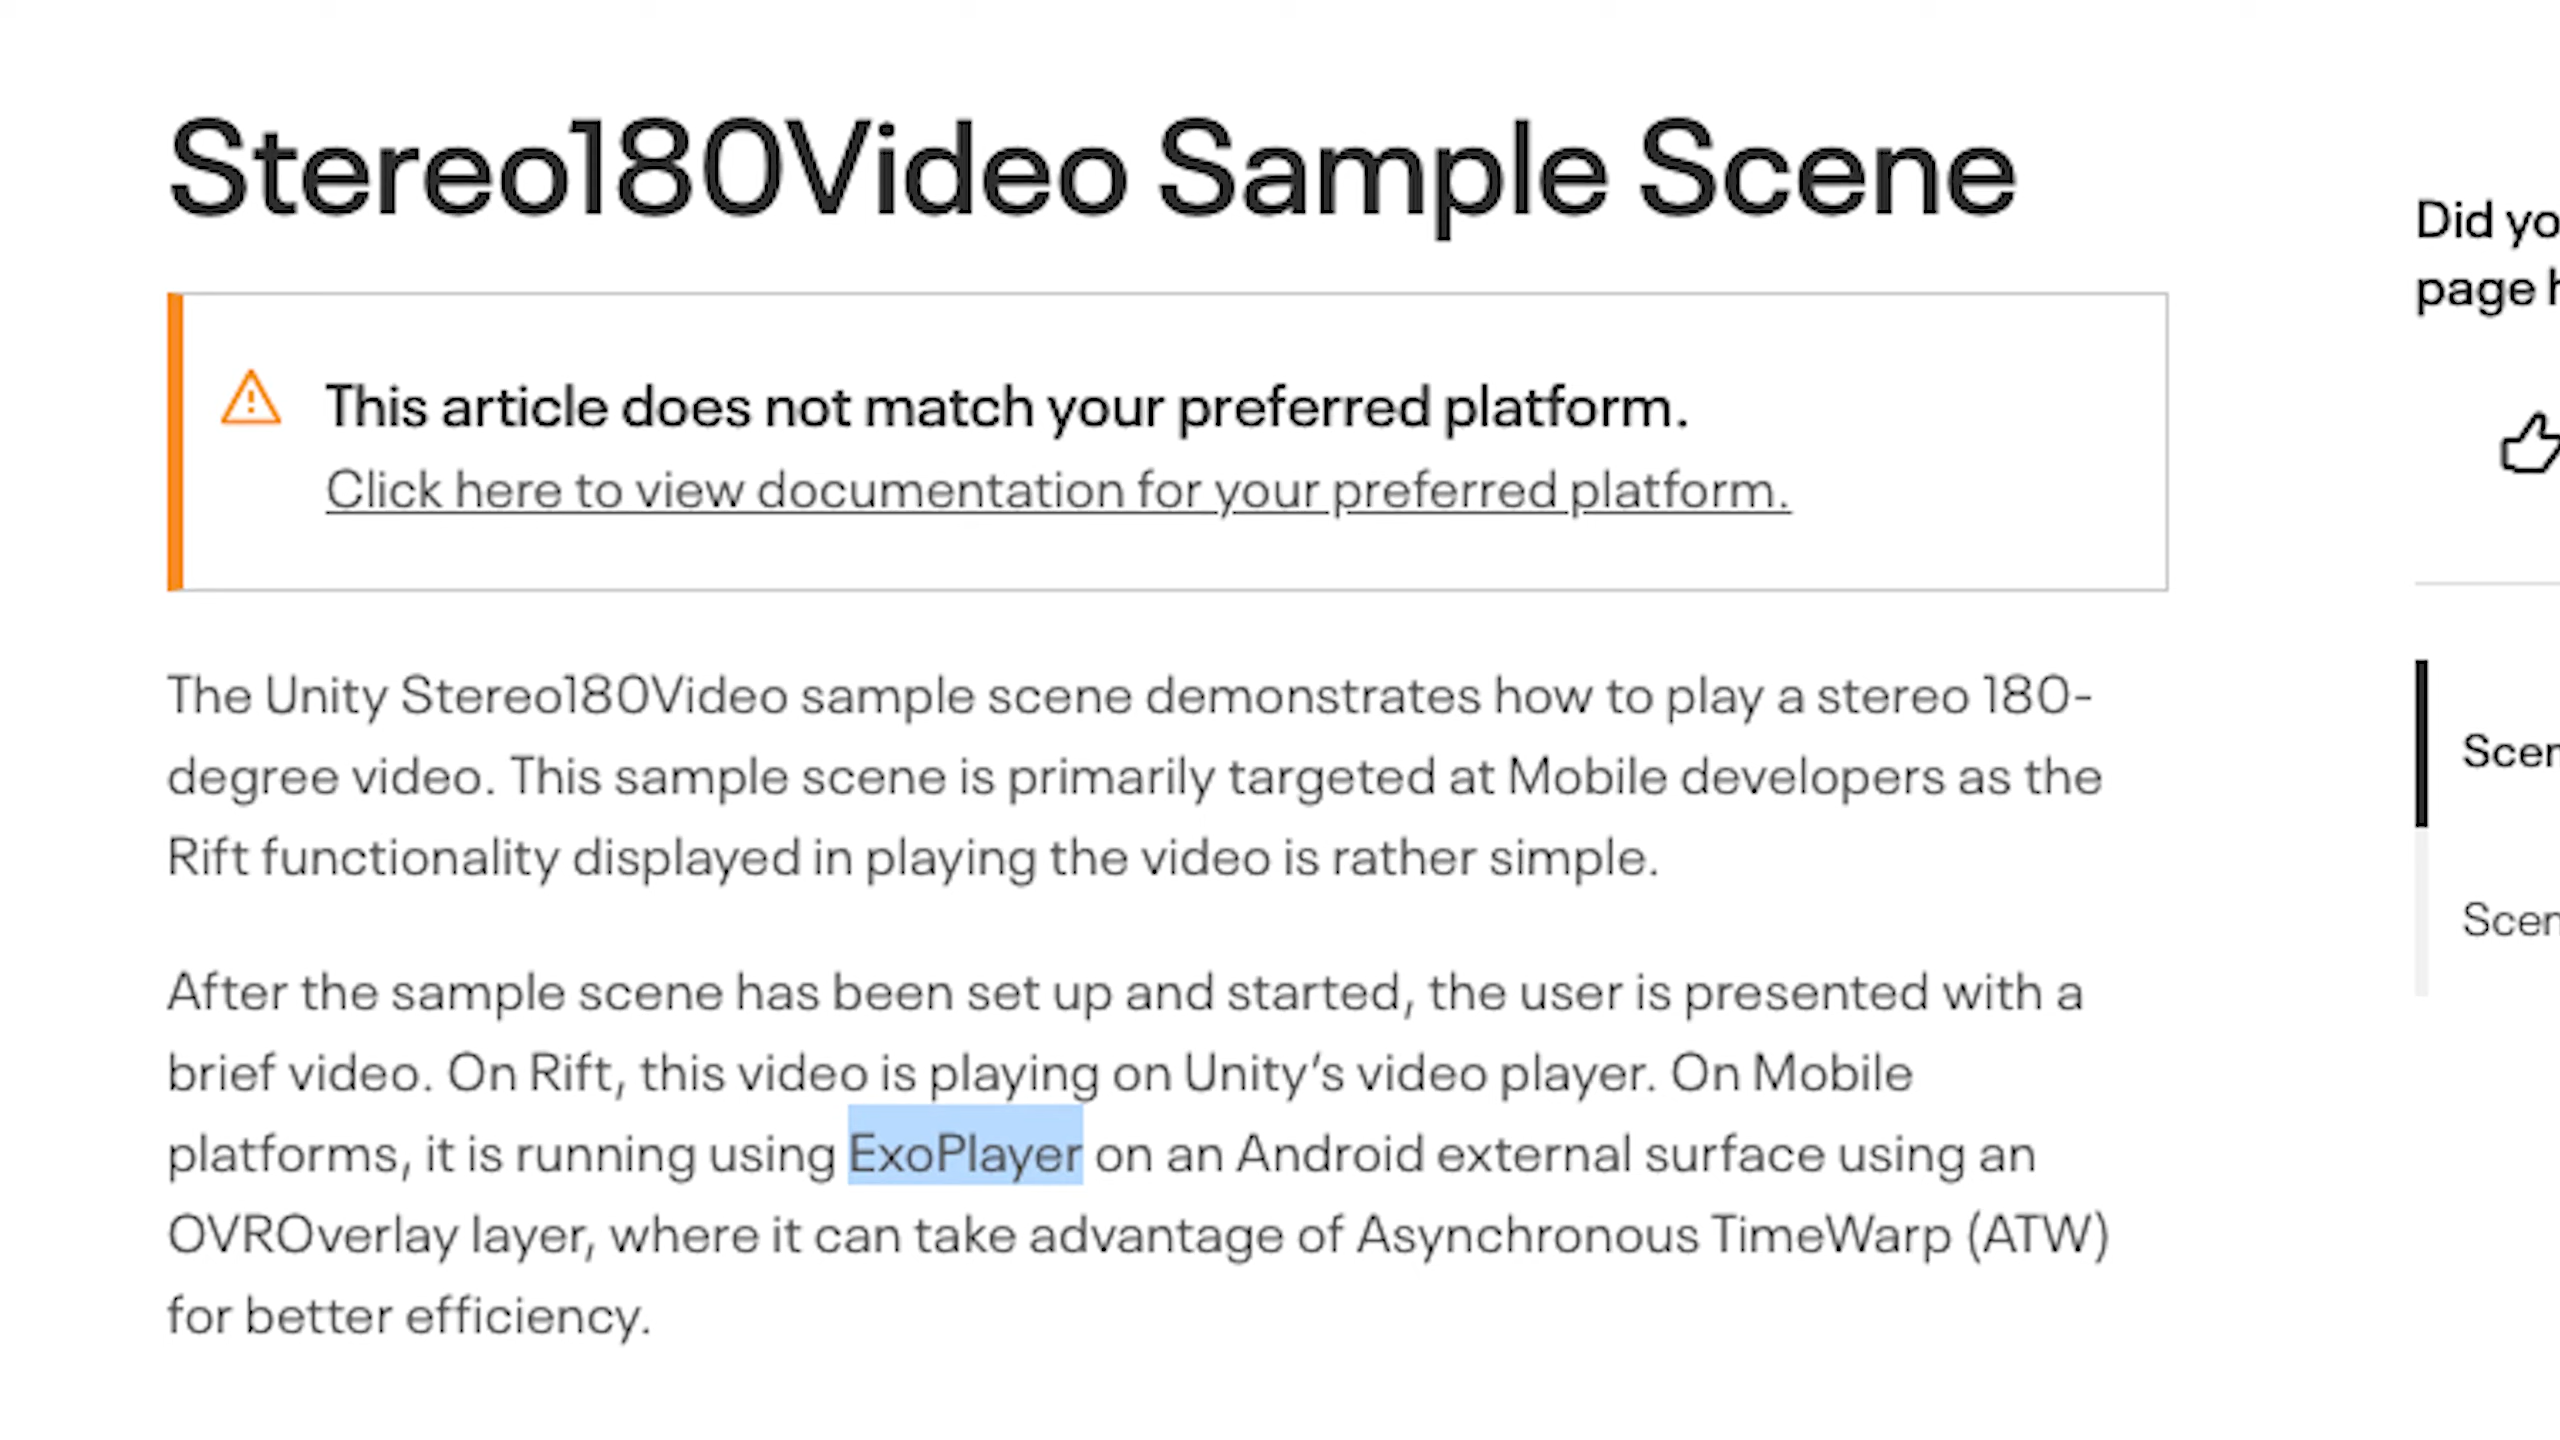 Stereo180Video Sample Scene
This article does not match your preferred platform.
Click here to view documentation for your preferred platform.
The Unity Stereo180Video sample scene demonstrates how to play a stereo 180-
degree video. This sample scene is primarily targeted at Mobile developers as the
Rift functionality displayed in playing the video is rather simple.
After the sample scene has been set up and started, the user is presented with a
brief video. On Rift, this video is playing on Unity’s video player. On Mobile
platforms, it is running using ExoPlayer on an Android external surface using an
OVROverlay layer, where it can take advantage of Asynchronous TimeWarp (ATW)
for better efficiency.
Did
page